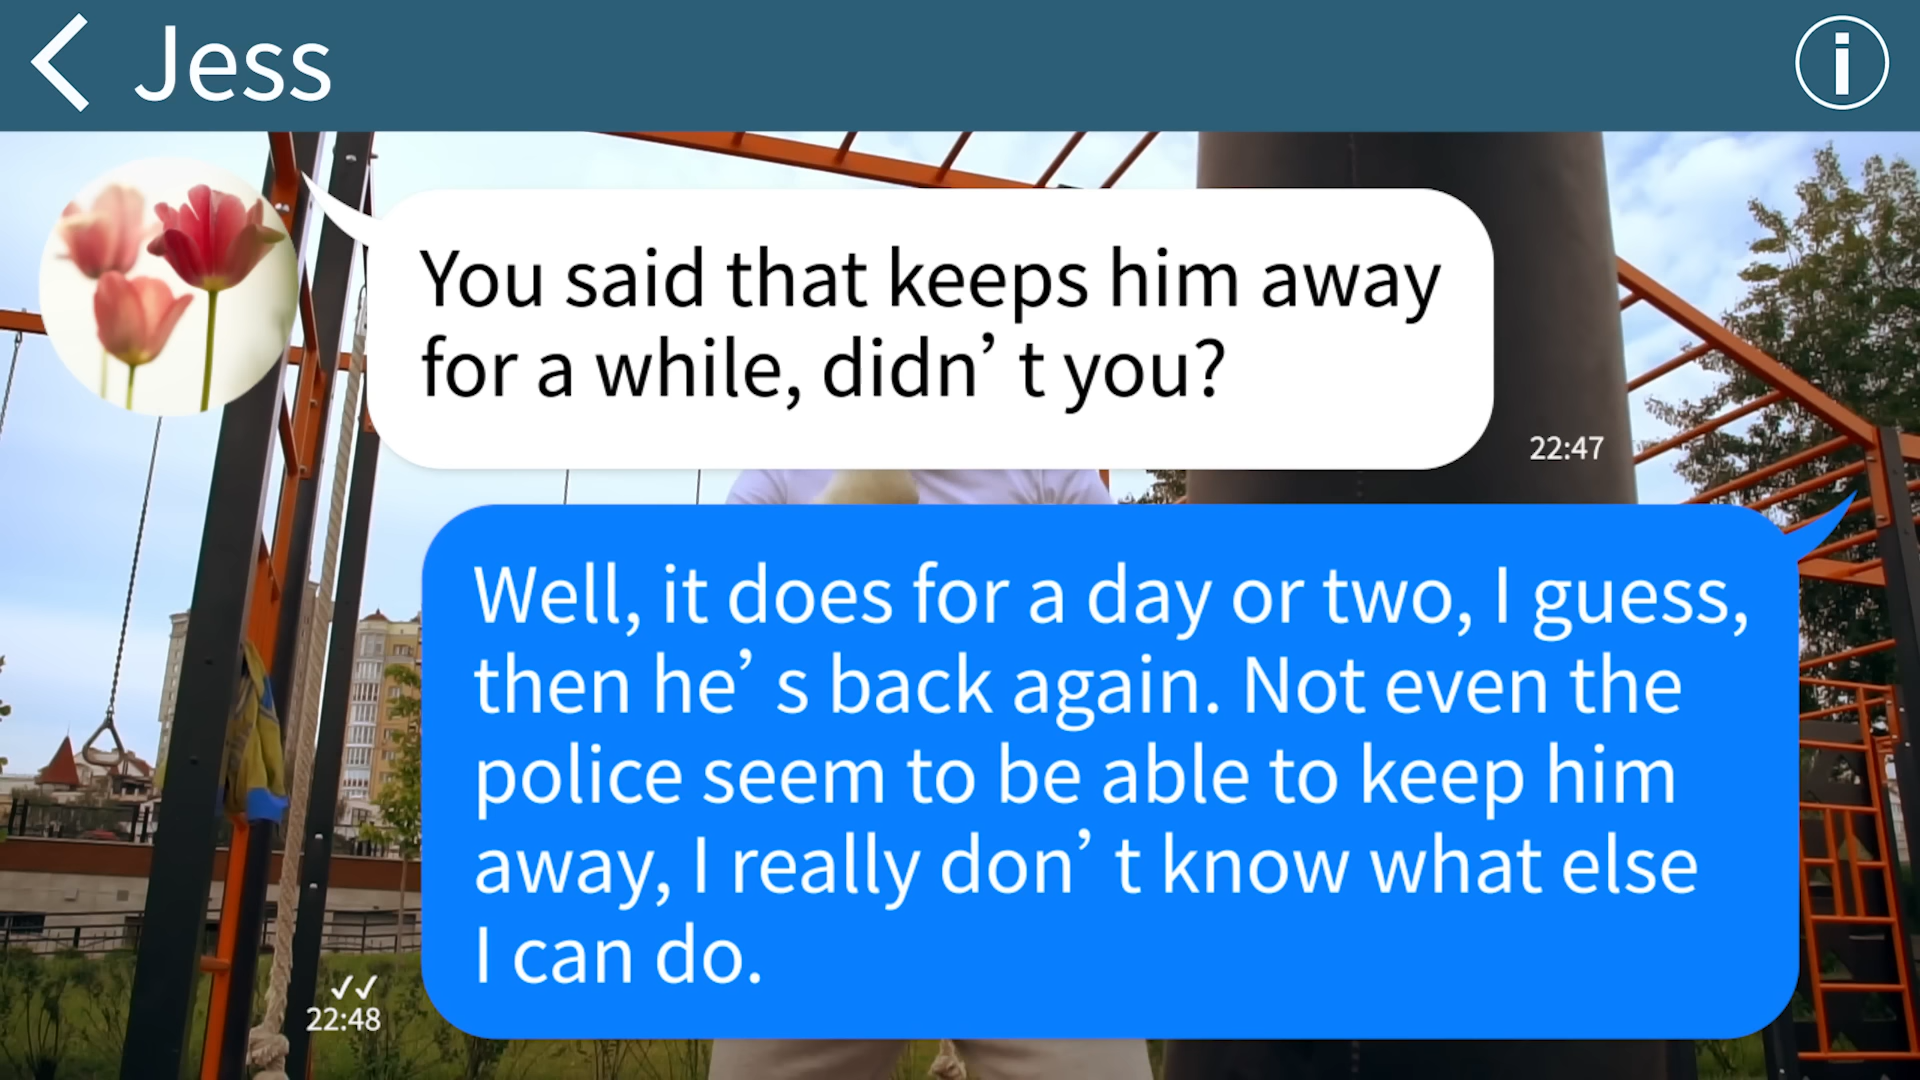 Jess
You said that keeps him away
for a while, didn’t you?
22:47
Well, it does for a day or two, I guess,
then he’s back again. Not even the
police seem to be able to keep him
away, I really don’t know what else
I can do.
22:48